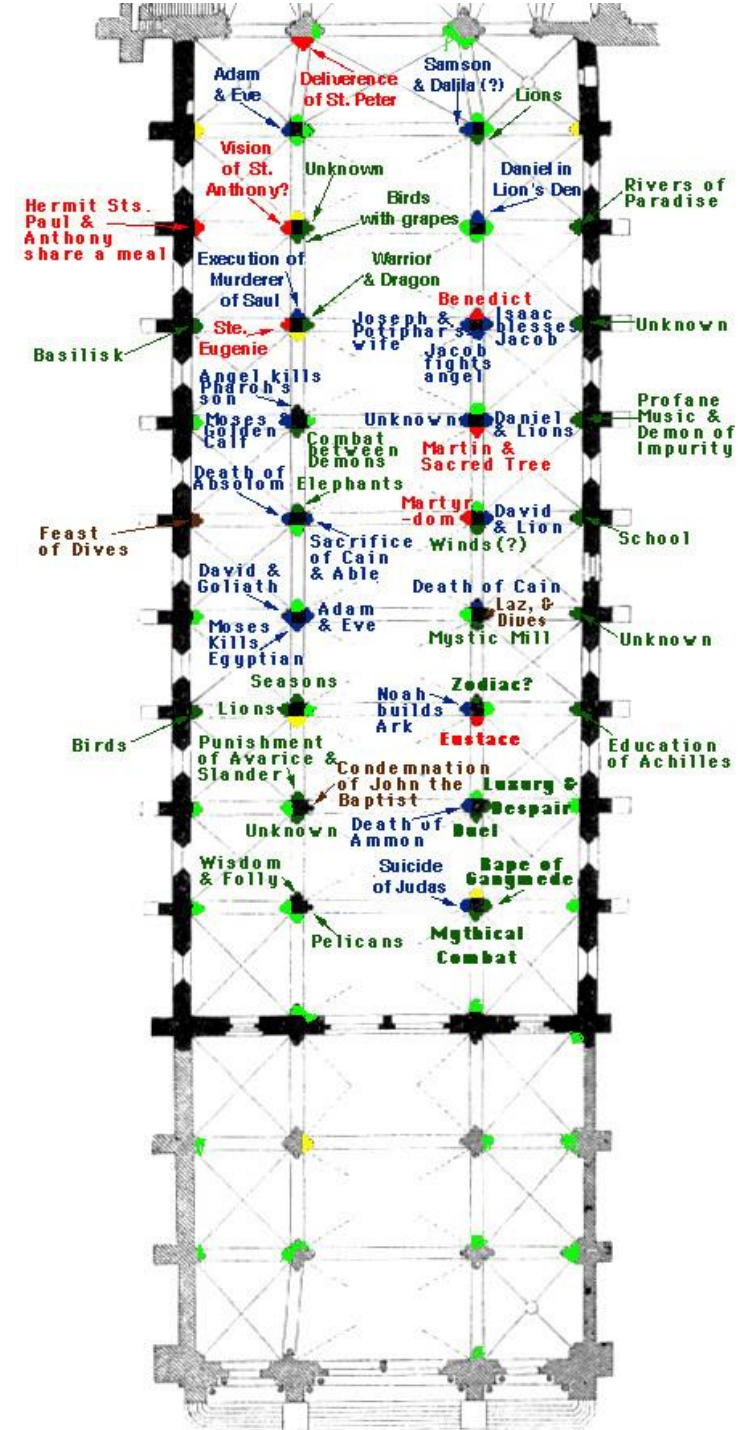 Adam
& Eve
Deliverence
of St. Peter
Samson
& Dalila (?)
Lions
Vision
of St.
Anthony?
Unknown
Birds
with grapes
Daniel in
Lion's Den
Rivers of
Paradise
Hermit Sts.
Paul &
Anthony
share a meal
Execution of
Murderer
of Saul
Warrior
& Dragon
Ste.
Eugenie
Benedict
Joseph &
Potiphar's
wife
Isaac
blesses
Jacob
Jacob
fights
angel
Unknown
Basilisk
Angel kills
Pharoh's
son
Moses &
Golden
Calf
Combat
between
Demons
Unknown
Daniel
& Lions
Martin &
Sacred Tree
Profane
Music &
Demon of
Impurity
Death of
Absolom
Elephants
Sacrifice
of Cain
& Able
Martyr
-dom
David
& Lion
Winds (?)
School
Feast
of Dives
David &
Goliath
Moses
Kills
Egyptian
Adam
& Eve
Death of Cain
Laz, &
Dives
Mystic Mill
Unknown
Seasons
Lions
Birds
Noah
builds
Ark
Zodiac?
Eustace
Education
of Achilles
Punishment
of Avarice &
Slander
Condemnation
of John the
Baptist
Unknown
Luxury &
Despair
Death of
Ammon
Duel
Wisdom
& Folly
Pelicans
Suicide
of Judas
Rape of
Ganymede
Mythical
Combat